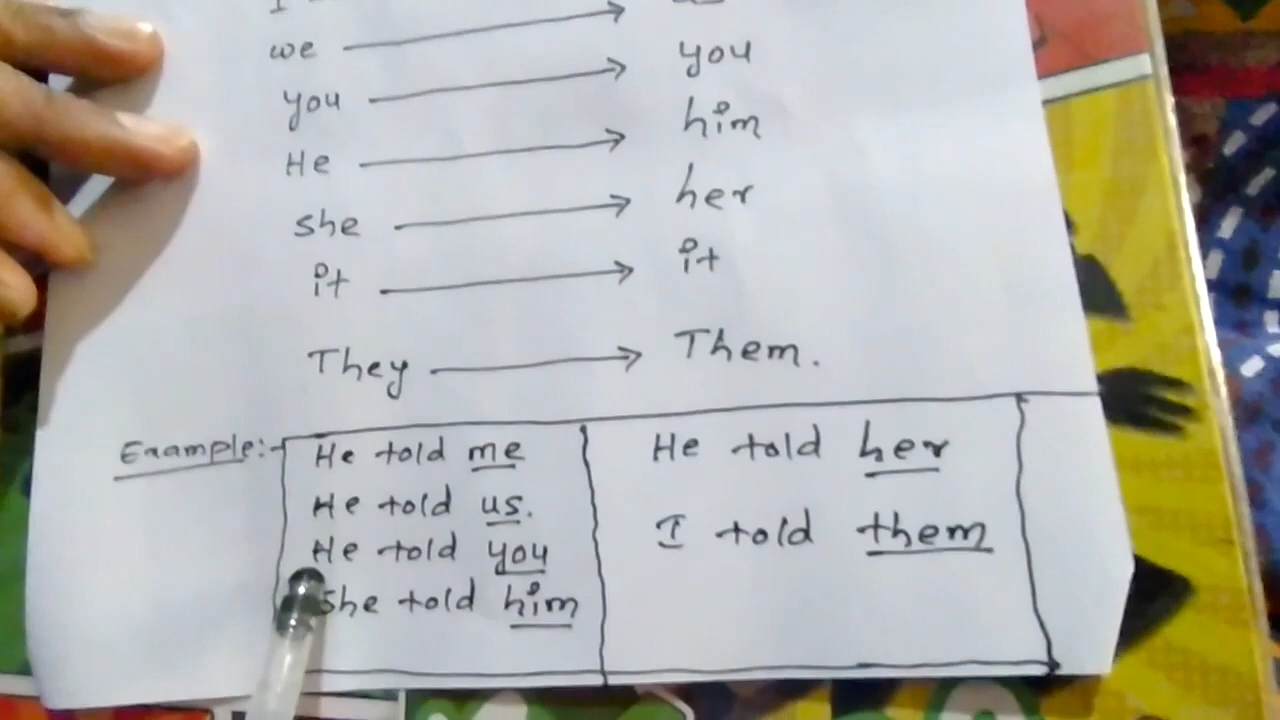 I
we → us
you → you
He → him
she → her
it → it
They → Them.
Example:-
He told me
He told us.
He told you
She told him
He told her
I told them